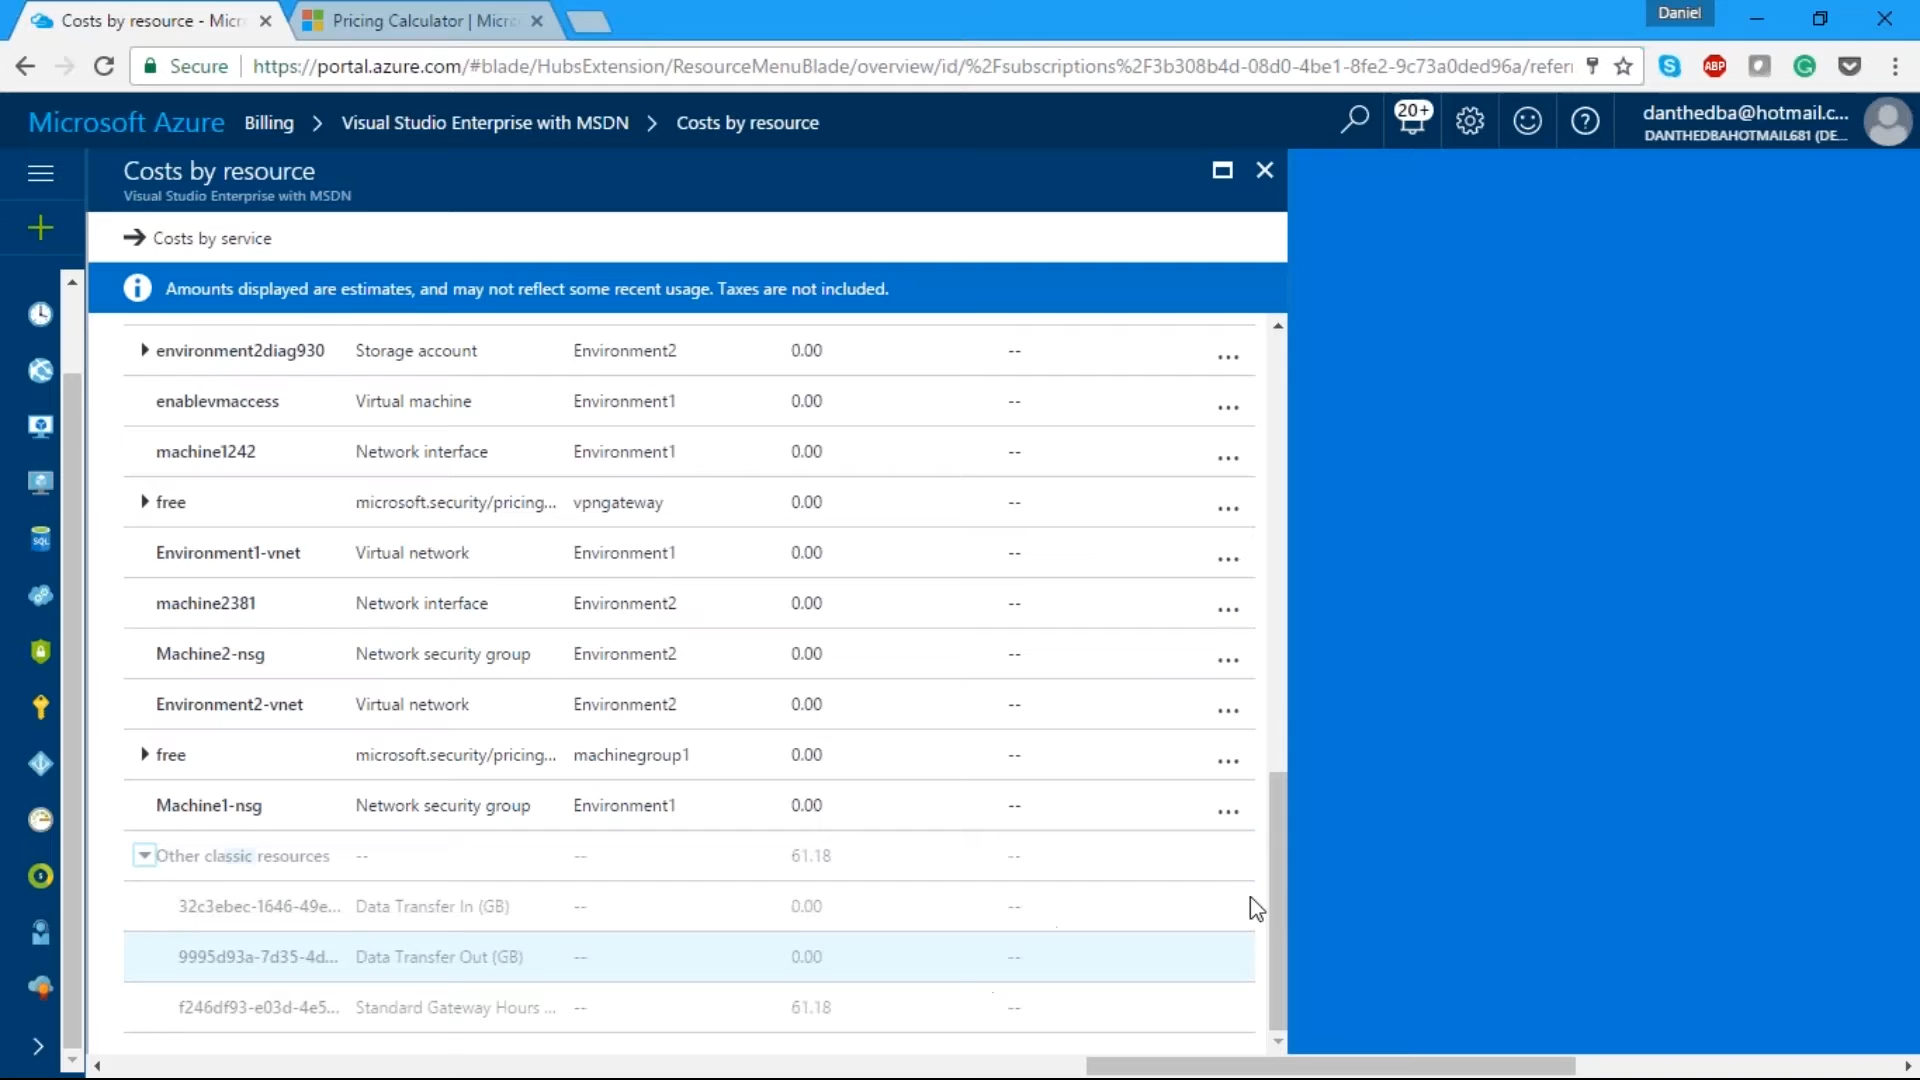 Costs by resource - Micr
Pricing Calculator | Micr
Daniel
Secure
https://portal.azure.com/#blade/HubsExtension/ResourceMenuBlade/overview/id/%2Fsubscriptions%2F3b308b4d-08d0-4be1-8fe2-9c73a0ded96a/refer
ABP
Microsoft Azure Billing > Visual Studio Enterprise with MSDN > Costs by resource
20+
danthedba@hotmail.c...
DANTHEDBAHOTMAIL681 (DE...
Costs by resource
Visual Studio Enterprise with MSDN
Costs by service
Amounts displayed are estimates, and may not reflect some recent usage. Taxes are not included.
environment2diag930 Storage account Environment2 0.00 -- ...
enablevmaccess Virtual machine Environment1 0.00 -- ...
machine1242 Network interface Environment1 0.00 -- ...
free microsoft.security/pricing... vpngateway 0.00 -- ...
Environment1-vnet Virtual network Environment1 0.00 -- ...
machine2381 Network interface Environment2 0.00 -- ...
Machine2-nsg Network security group Environment2 0.00 -- ...
Environment2-vnet Virtual network Environment2 0.00 -- ...
free microsoft.security/pricing... machinegroup1 0.00 -- ...
Machine1-nsg Network security group Environment1 0.00 -- ...
Other classic resources -- -- 61.18 --
32c3ebec-1646-49e... Data Transfer In (GB) -- 0.00 --
9995d93a-7d35-4d... Data Transfer Out (GB) -- 0.00 --
f246df93-e03d-4e5... Standard Gateway Hours ... -- 61.18 --
SQL